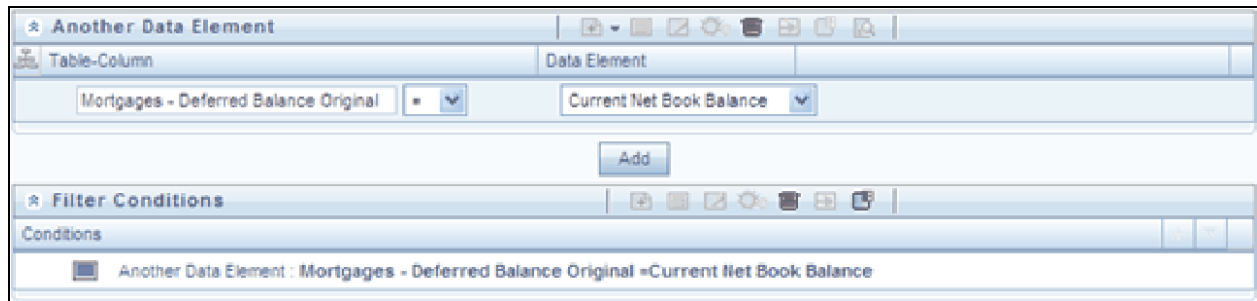 Another Data Element
Table-Column Data Element
Mortgages - Deferred Balance Original = Current Net Book Balance
Add
Filter Conditions
Conditions
Another Data Element : Mortgages - Deferred Balance Original =Current Net Book Balance